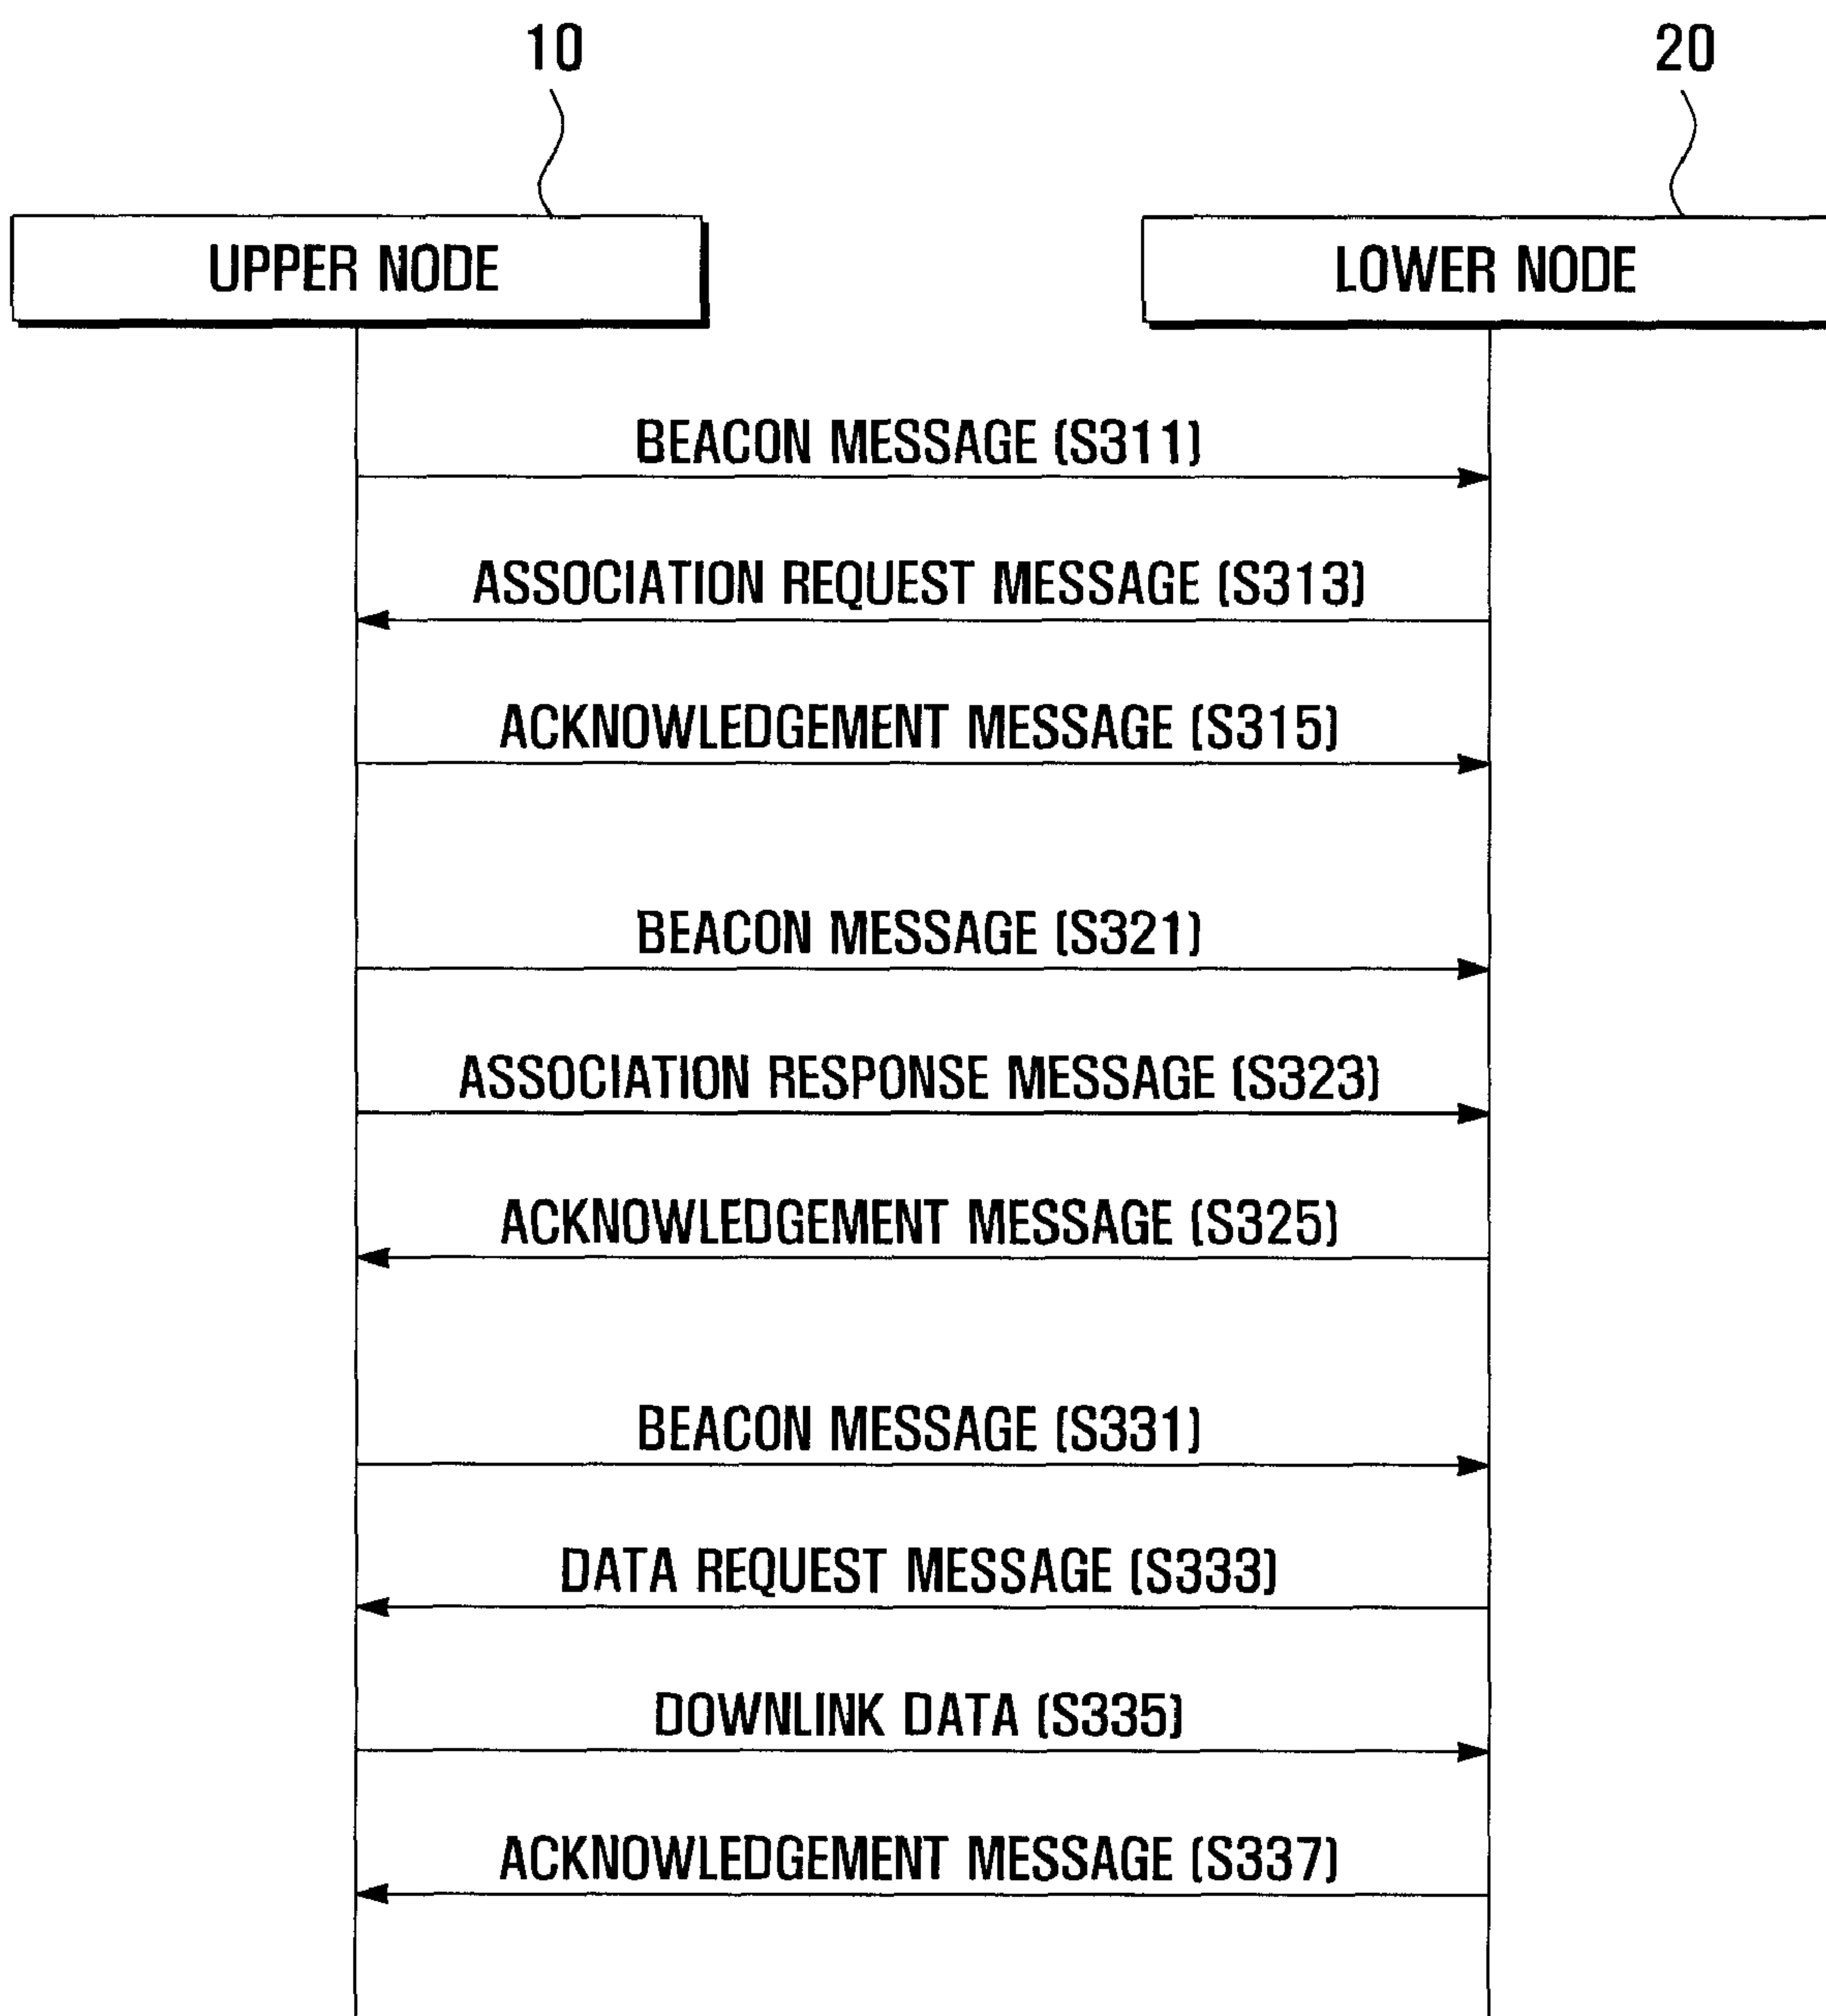 10
20
UPPER NODE
LOWER NODE
BEACON MESSAGE (S311)
ASSOCIATION REQUEST MESSAGE (S313)
ACKNOWLEDGEMENT MESSAGE (S315)
BEACON MESSAGE (S321)
ASSOCIATION RESPONSE MESSAGE (S323)
ACKNOWLEDGEMENT MESSAGE (S325)
BEACON MESSAGE (S331)
DATA REQUEST MESSAGE (S333)
DOWNLINK DATA (S335)
ACKNOWLEDGEMENT MESSAGE (S337)